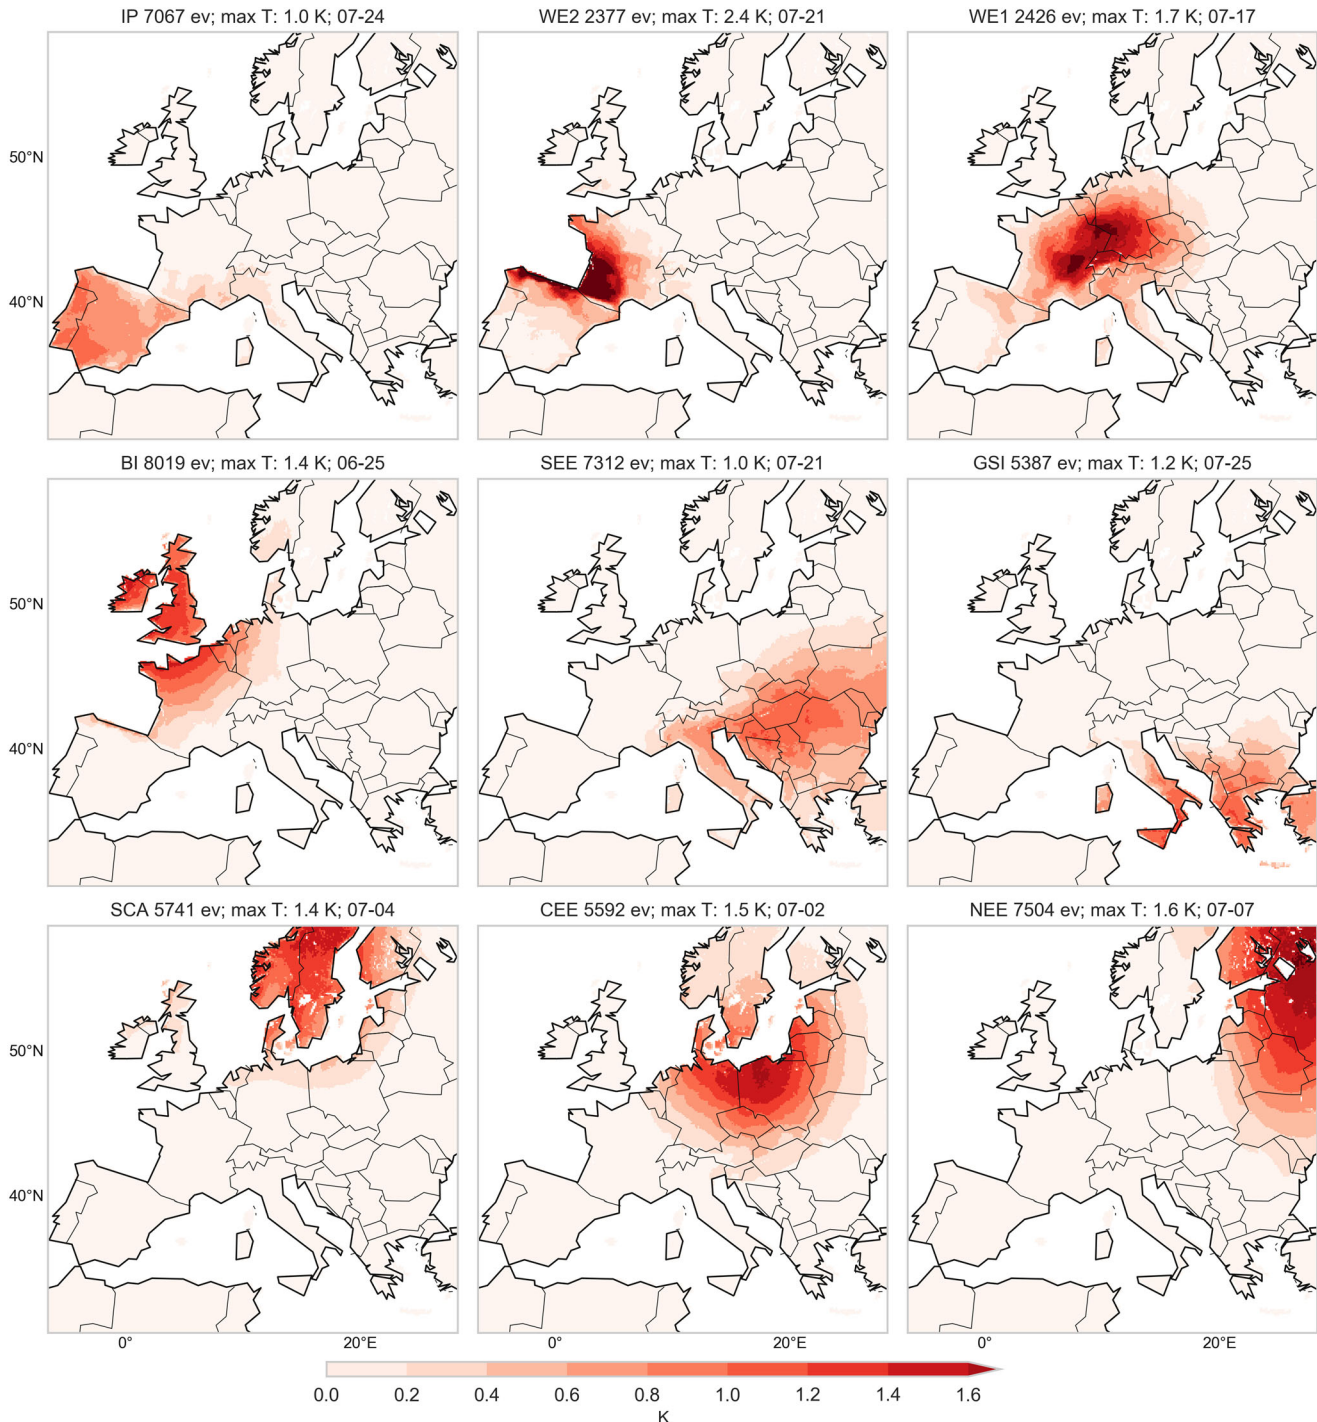 IP 7067 ev; max T: 1.0 K; 07-24
WE2 2377 ev; max T: 2.4 K; 07-21
WE1 2426 ev; max T: 1.7 K; 07-17
50°N
40°N
BI 8019 ev; max T: 1.4 K; 06-25
SEE 7312 ev; max T: 1.0 K; 07-21
GSI 5387 ev; max T: 1.2 K; 07-25
50°N
40°N
SCA 5741 ev; max T: 1.4 K; 07-04
CEE 5592 ev; max T: 1.5 K; 07-02
NEE 7504 ev; max T: 1.6 K; 07-07
50°N
40°N
0° 20°E 0° 20°E 0° 20°E
0.0 0.2 0.4 0.6 0.8 1.0 1.2 1.4 1.6
K